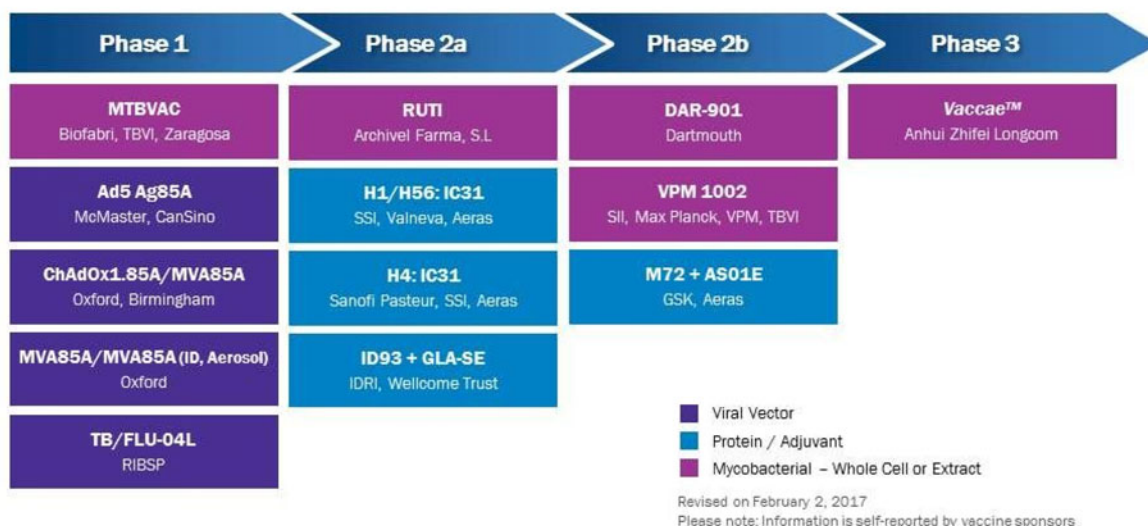 Phase 1
Phase 2a
Phase 2b
Phase 3
MTBVAC
Biofabri, TBVI, Zaragosa
RUTI
Archivel Farma, S.L
DAR-901
Dartmouth
Vaccae™
Anhui Zhifei Longcom
Ad5 Ag85A
McMaster, CanSino
H1/H56: IC31
SSI, Valneva, Aeras
VPM 1002
SII, Max Planck, VPM, TBVI
ChAdOx1.85A/MVA85A
Oxford, Birmingham
H4: IC31
Sanofi Pasteur, SSI, Aeras
M72 + AS01E
GSK, Aeras
MVA85A/MVA85A (ID, Aerosol)
Oxford
ID93 + GLA-SE
IDRI, Wellcome Trust
TB/FLU-04L
RIBSP
Viral Vector
Protein / Adjuvant
Mycobacterial – Whole Cell or Extract
Revised on February 2, 2017
Please note: Information is self-reported by vaccine sponsors